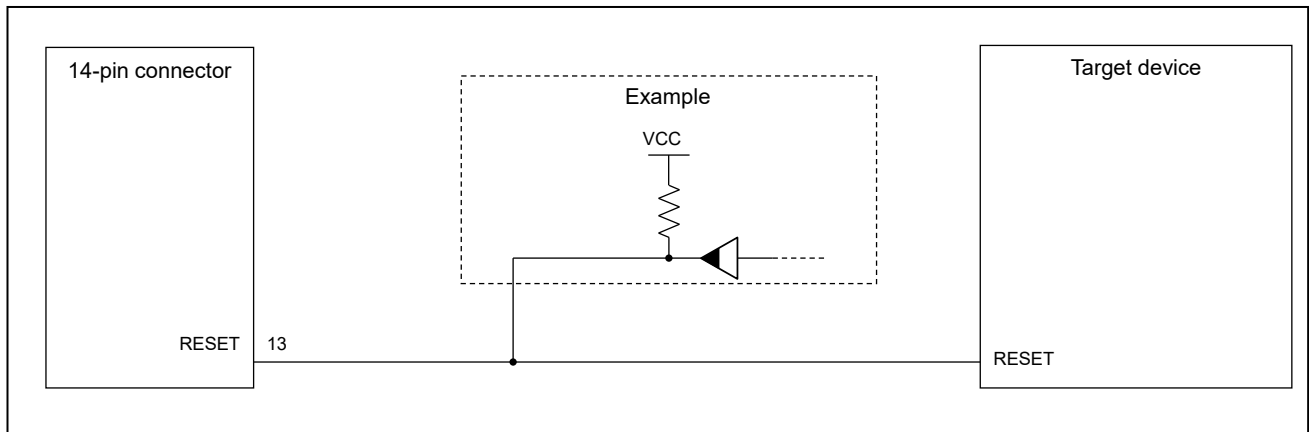 14-pin connector
Target device
Example
VCC
RESET 13
RESET